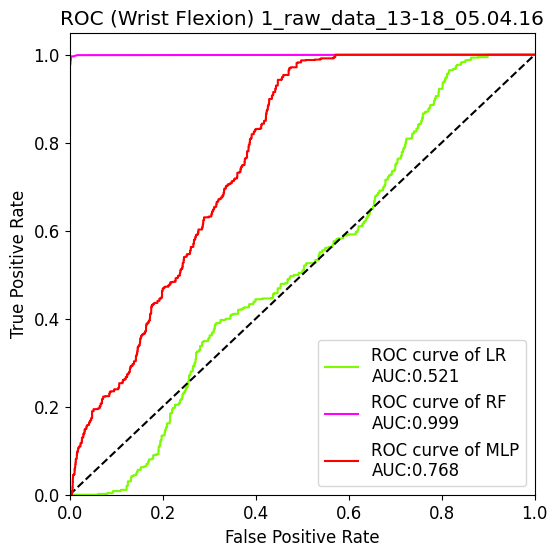 ROC (Wrist Flexion) 1_raw_data_13-18_05.04.16
1.0
0.8
0.6
0.4
0.2
0.0
True Positive Rate
ROC curve of LR
AUC:0.521
ROC curve of RF
AUC:0.999
ROC curve of MLP
AUC:0.768
0.0 0.2 0.4 0.6 0.8 1.0
False Positive Rate